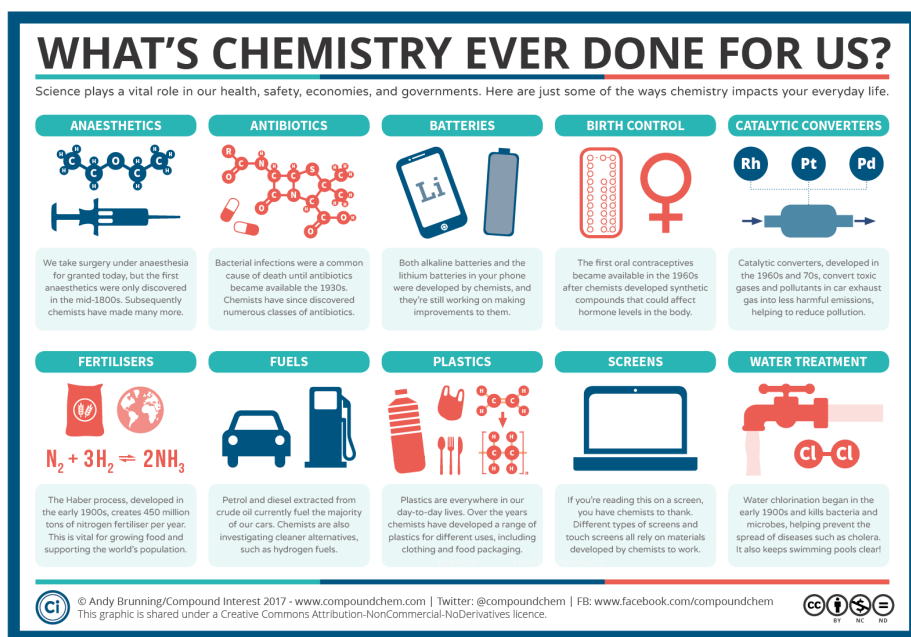 WHAT'S CHEMISTRY EVER DONE FOR US?
Science plays a vital role in our health, safety, economies, and governments. Here are just some of the ways chemistry impacts your everyday life.
ANAESTHETICS
H H H H
C O C
H C C H
H H H H
We take surgery under anaesthesia
for granted today, but the first
anaesthetics were only discovered
in the mid-1800s. Subsequently
chemists have made many more.
ANTIBIOTICS
R H
C N H H S
O C C C
C N C
O C O H
O
Bacterial infections were a common
cause of death until antibiotics
became available the 1930s.
Chemists have since discovered
numerous classes of antibiotics.
BATTERIES
Li
Both alkaline batteries and the
lithium batteries in your phone
were developed by chemists, and
they're still working on making
improvements to them.
BIRTH CONTROL
The first oral contraceptives
became available in the 1960s
after chemists developed synthetic
compounds that could affect
hormone levels in the body.
CATALYTIC CONVERTERS
Rh Pt Pd
Catalytic converters, developed in
the 1960s and 70s, convert toxic
gases and pollutants in car exhaust
gas into less harmful emissions,
helping to reduce pollution.
FERTILISERS
N₂ + 3H₂ ⇌ 2NH₃
The Haber process, developed in
the early 1900s, creates 450 million
tons of nitrogen fertiliser per year.
This is vital for growing food and
supporting the world's population.
FUELS
Petrol and diesel extracted from
crude oil currently fuel the majority
of our cars. Chemists are also
investigating cleaner alternatives,
such as hydrogen fuels.
PLASTICS
H H
C C
H H
H H
C C
H H n
Plastics are everywhere in our
day-to-day lives. Over the years
chemists have developed a range of
plastics for different uses, including
clothing and food packaging.
SCREENS
If you're reading this on a screen,
you have chemists to thank.
Different types of screens and
touch screens all rely on materials
developed by chemists to work.
WATER TREATMENT
Cl Cl
Water chlorination began in the
early 1900s and kills bacteria and
microbes, helping prevent the
spread of diseases such as cholera.
It also keeps swimming pools clear!
Ci
© Andy Brunning/Compound Interest 2017 - www.compoundchem.com | Twitter: @compoundchem | FB: www.facebook.com/compoundchem
This graphic is shared under a Creative Commons Attribution-NonCommercial-NoDerivatives licence.
cc
BY NC ND